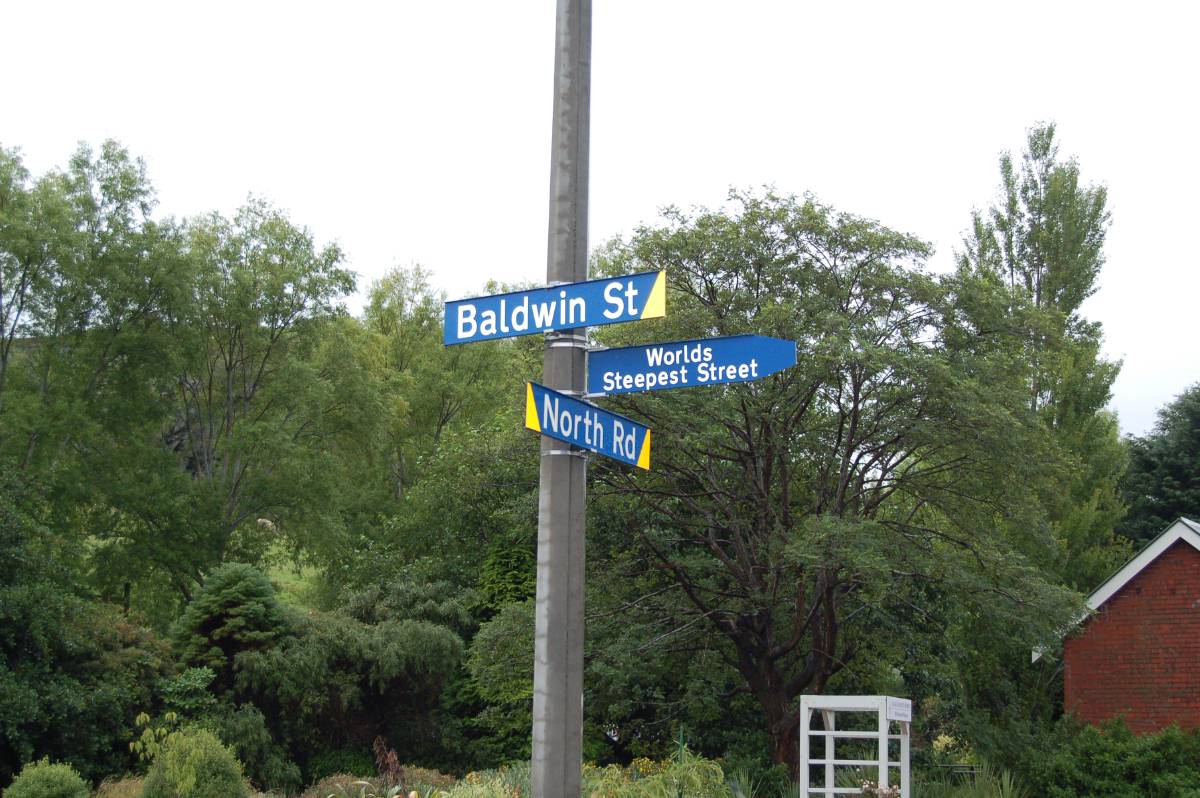 Baldwin St
Worlds
Steepest Street
North Rd